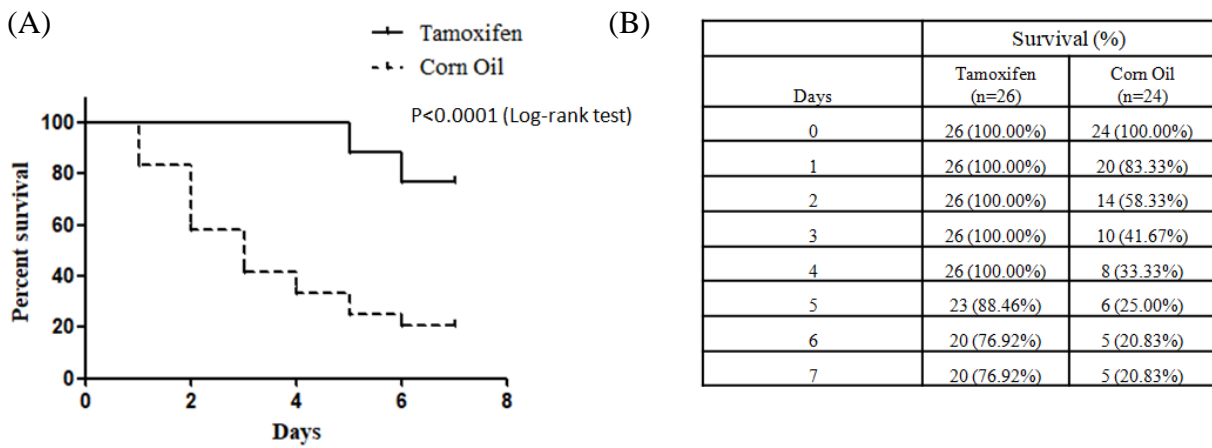 (A)
Tamoxifen
Corn Oil
P<0.0001 (Log-rank test)
100
80
60
40
20
0
Percent survival
0 2 4 6 8
Days
(B)
Survival (%)
Days
Tamoxifen
(n=26)
Corn Oil
(n=24)
0 26 (100.00%) 24 (100.00%)
1 26 (100.00%) 20 (83.33%)
2 26 (100.00%) 14 (58.33%)
3 26 (100.00%) 10 (41.67%)
4 26 (100.00%) 8 (33.33%)
5 23 (88.46%) 6 (25.00%)
6 20 (76.92%) 5 (20.83%)
7 20 (76.92%) 5 (20.83%)